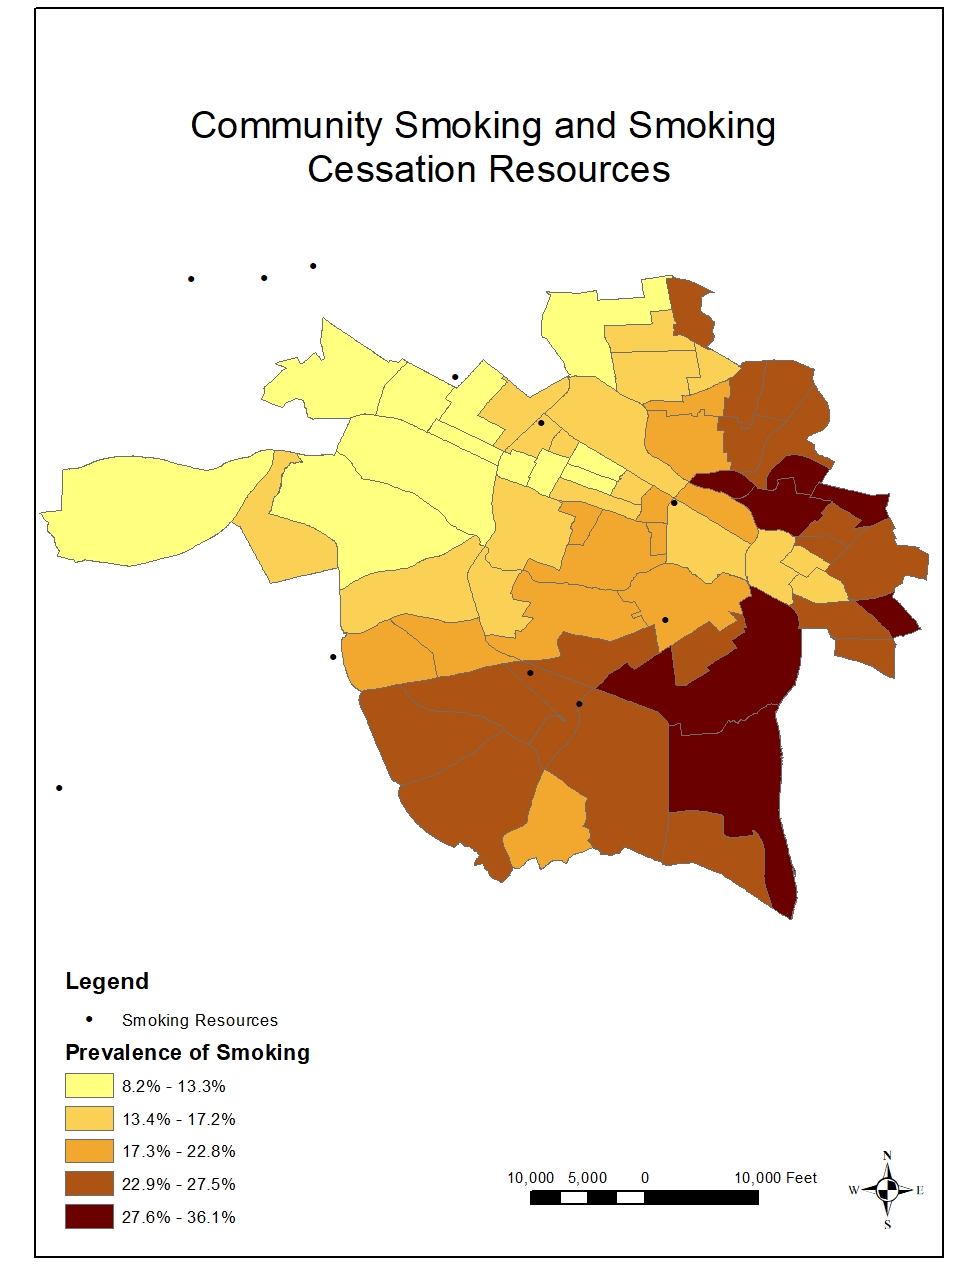 Community Smoking and Smoking
Cessation Resources
Legend
Smoking Resources
Prevalence of Smoking
8.2% - 13.3%
13.4% - 17.2%
17.3% - 22.8%
22.9% - 27.5%
27.6% - 36.1%
10,000 5,000 0 10,000 Feet
N
W E
S